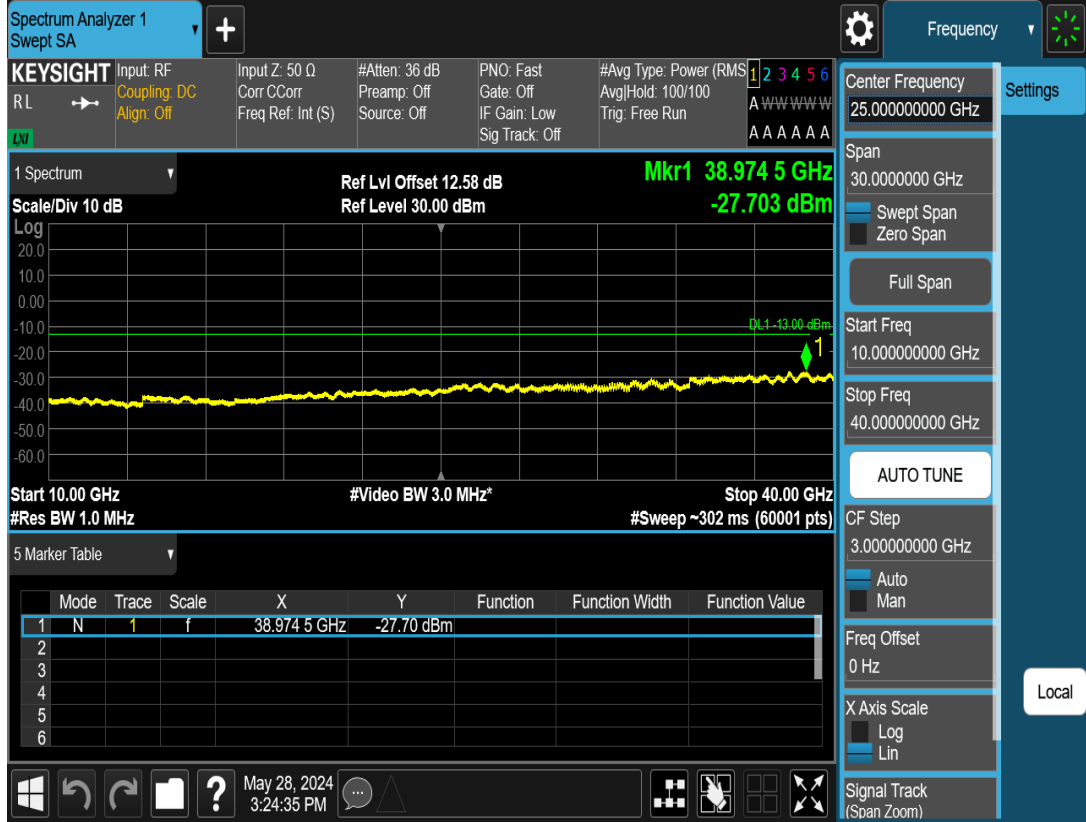 Spectrum Analyzer 1
Swept SA
+
Frequency
KEYSIGHT
R L
LXI
Input: RF
Coupling: DC
Align: Off
Input Z: 50 Ω
Corr CCorr
Freq Ref: Int (S)
#Atten: 36 dB
Preamp: Off
Source: Off
PNO: Fast
Gate: Off
IF Gain: Low
Sig Track: Off
#Avg Type: Power (RMS
Avg|Hold: 100/100
Trig: Free Run
1 2 3 4 5 6
A W W W W W
A A A A A A
1 Spectrum
Scale/Div 10 dB
Ref Lvl Offset 12.58 dB
Ref Level 30.00 dBm
Mkr1 38.974 5 GHz
-27.703 dBm
Log
20.0
10.0
0.00
-10.0
-20.0
-30.0
-40.0
-50.0
-60.0
DL1 -13.00 dBm
1
Start 10.00 GHz
#Res BW 1.0 MHz
#Video BW 3.0 MHz*
Stop 40.00 GHz
#Sweep ~302 ms (60001 pts)
5 Marker Table
Mode Trace Scale X Y Function Function Width Function Value
1 N 1 f 38.974 5 GHz -27.70 dBm
2
3
4
5
6
?
May 28, 2024
3:24:35 PM
Center Frequency
25.000000000 GHz
Span
30.0000000 GHz
Swept Span
Zero Span
Full Span
Start Freq
10.000000000 GHz
Stop Freq
40.000000000 GHz
AUTO TUNE
CF Step
3.000000000 GHz
Auto
Man
Freq Offset
0 Hz
X Axis Scale
Log
Lin
Signal Track
(Span Zoom)
Settings
Local